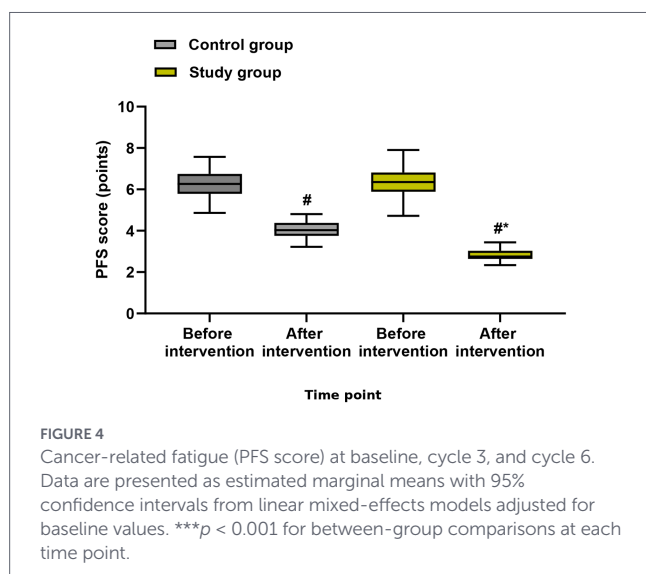 Control group
Study group
PFS score (points)
10
8
6
4
2
0
#
#*
Before intervention
After intervention
Before intervention
After intervention
Time point
FIGURE 4
Cancer-related fatigue (PFS score) at baseline, cycle 3, and cycle 6.
Data are presented as estimated marginal means with 95%
confidence intervals from linear mixed-effects models adjusted for
baseline values. ***p < 0.001 for between-group comparisons at each
time point.